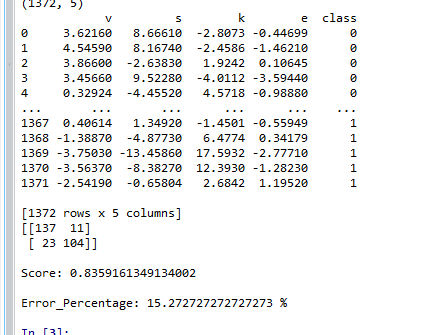 (1372, 5)
v s k e class
0 3.62160 8.66610 -2.8073 -0.44699 0
1 4.54590 8.16740 -2.4586 -1.46210 0
2 3.86600 -2.63830 1.9242 0.10645 0
3 3.45660 9.52280 -4.0112 -3.59440 0
4 0.32924 -4.45520 4.5718 -0.98880 0
... ... ... ... ... ...
1367 0.40614 1.34920 -1.4501 -0.55949 1
1368 -1.38870 -4.87730 6.4774 0.34179 1
1369 -3.75030 -13.45860 17.5932 -2.77710 1
1370 -3.56370 -8.38270 12.3930 -1.28230 1
1371 -2.54190 -0.65804 2.6842 1.19520 1
[1372 rows x 5 columns]
[[137 11]
[ 23 104]]
Score: 0.8359161349134002
Error_Percentage: 15.272727272727273 %
In [3]: